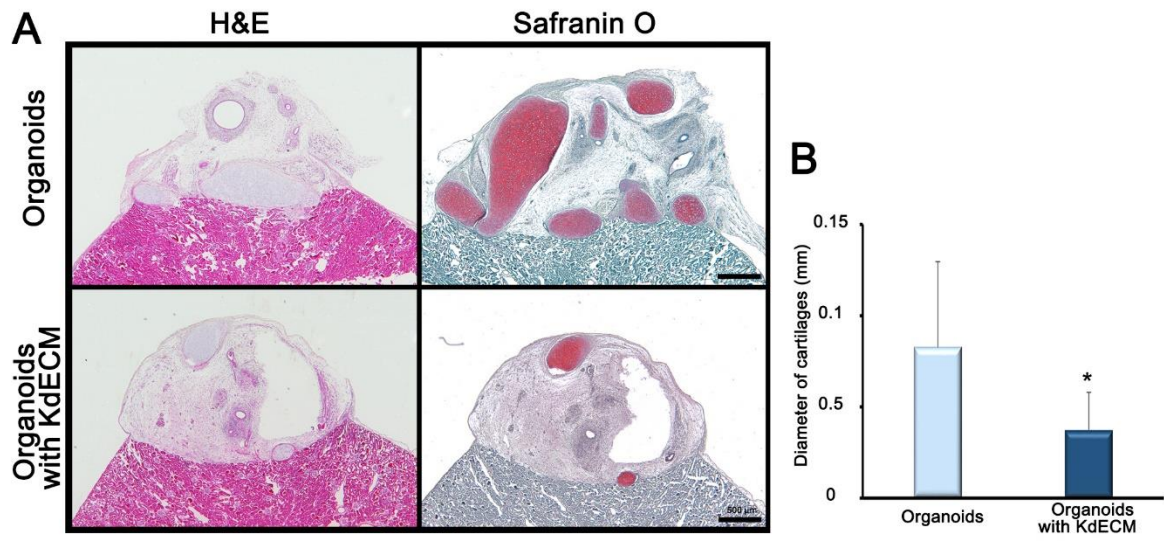 A
H&E
Safranin O
Organoids
Organoids
with KdECM
500 µm
B
Diameter of cartilages (mm)
0.15
0.1
0.5
0
Organoids
Organoids
with KdECM
*